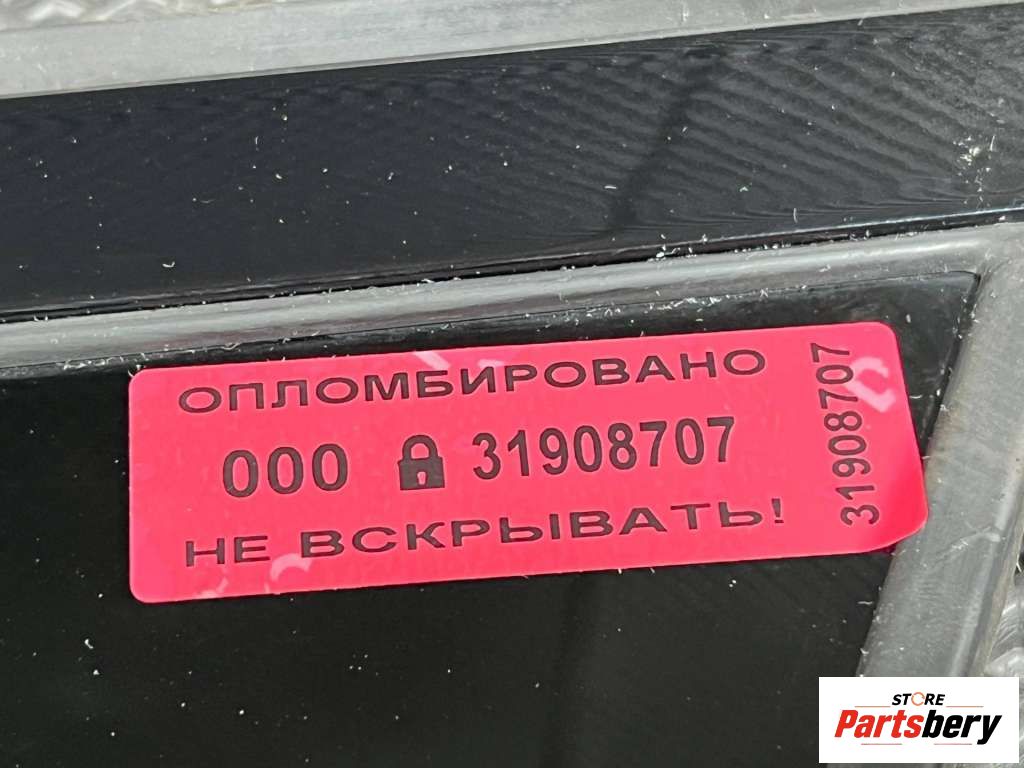 ОПЛОМБИРОВАНО
000 31908707
НЕ ВСКРЫВАТЬ!
31908707
STORE
Partsbery